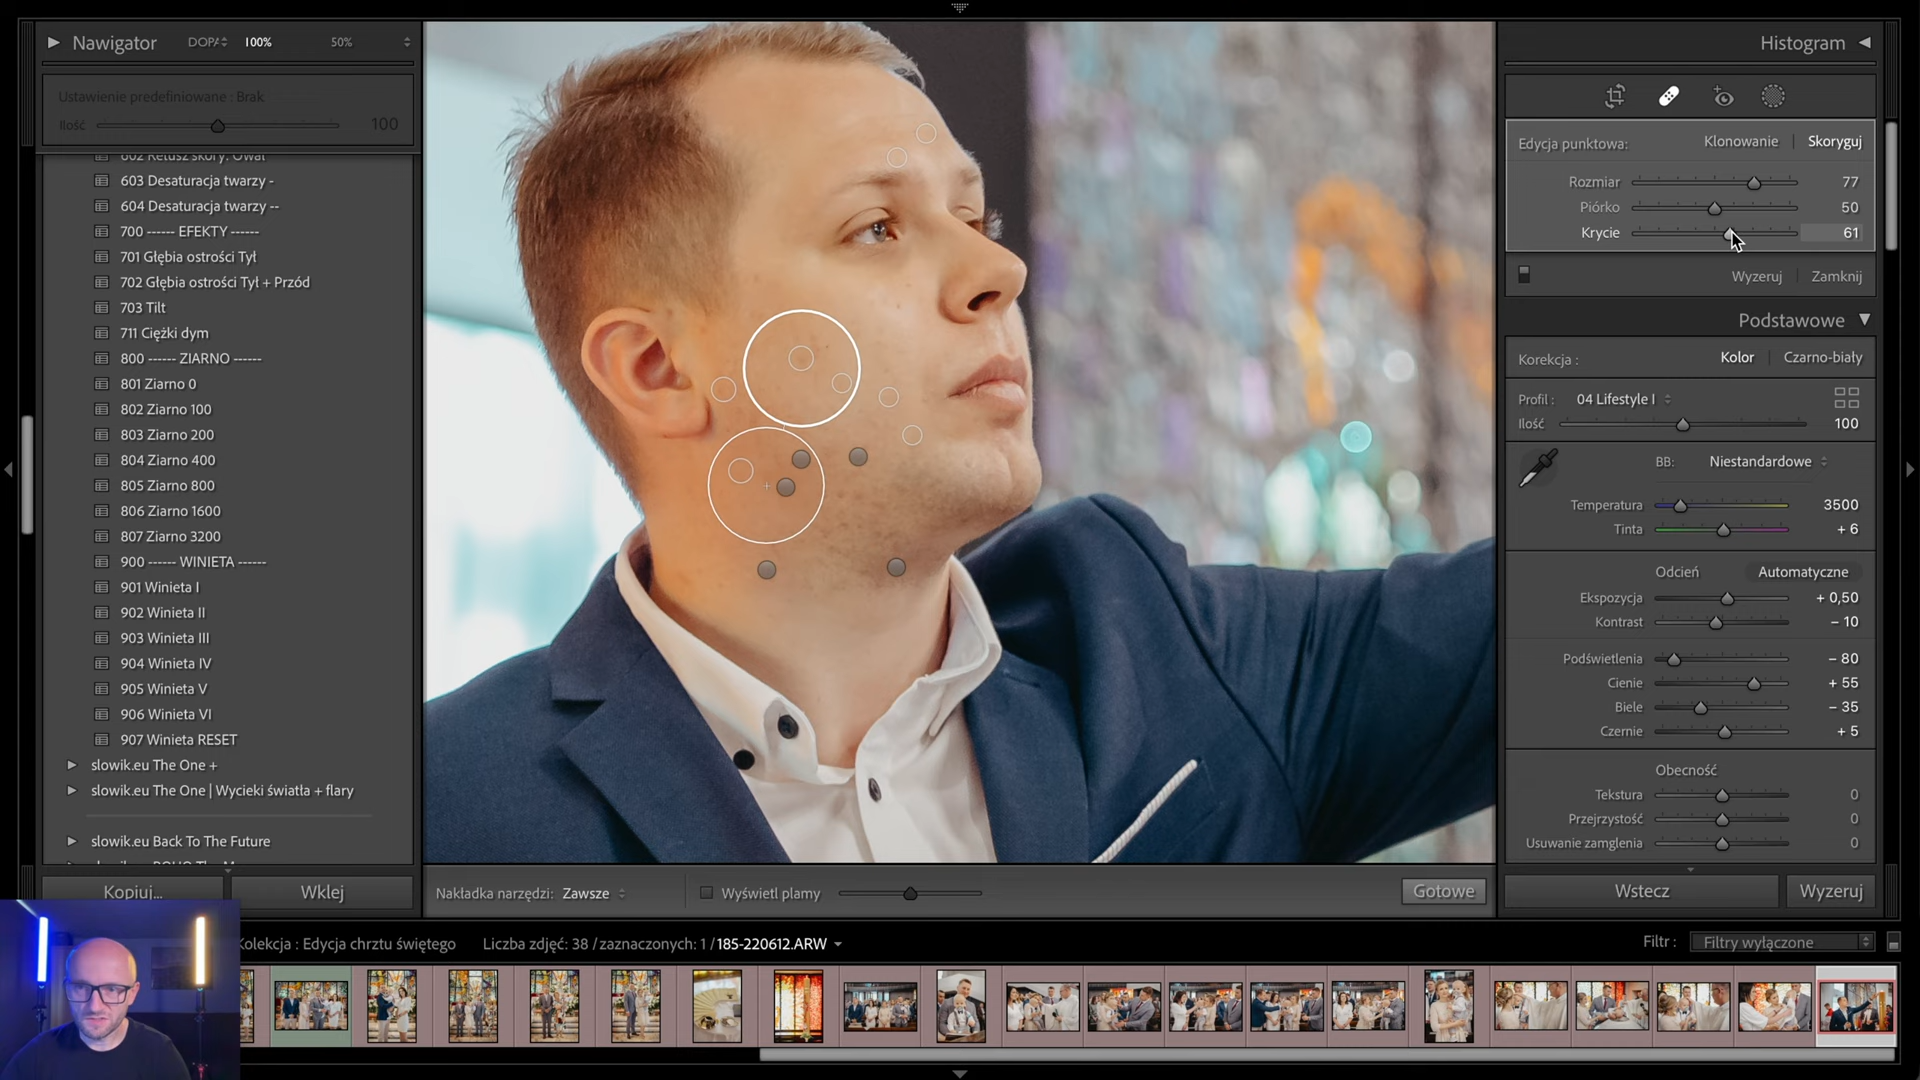 Nawigator DOPA 100% 50%
Ustawienie predefiniowane : Brak
Ilość 100
602 Retusz skóry: Owal
603 Desaturacja twarzy -
604 Desaturacja twarzy --
700 ------ EFEKTY ------
701 Głębia ostrości Tył
702 Głębia ostrości Tył + Przód
703 Tilt
711 Ciężki dym
800 ------ ZIARNO ------
801 Ziarno 0
802 Ziarno 100
803 Ziarno 200
804 Ziarno 400
805 Ziarno 800
806 Ziarno 1600
807 Ziarno 3200
900 ------ WINIETA ------
901 Winieta I
902 Winieta II
903 Winieta III
904 Winieta IV
905 Winieta V
906 Winieta VI
907 Winieta RESET
slowik.eu The One +
slowik.eu The One | Wycieki światła + flary
slowik.eu Back To The Future
Kopiuj... Wklej
Nakładka narzędzi: Zawsze Wyświetl plamy Gotowe
Histogram
Edycja punktowa: Klonowanie | Skoryguj
Rozmiar 77
Piórko 50
Krycie 61
Wyzeruj | Zamknij
Podstawowe
Korekcja : Kolor | Czarno-biały
Profil : 04 Lifestyle I
Ilość 100
BB: Niestandardowe
Temperatura 3500
Tinta + 6
Odcień Automatyczne
Ekspozycja + 0,50
Kontrast − 10
Podświetlenia − 80
Cienie + 55
Biele − 35
Czernie + 5
Obecność
Tekstura 0
Przejrzystość 0
Usuwanie zamglenia 0
Wstecz Wyzeruj
Kolekcja : Edycja chrztu świętego Liczba zdjęć: 38 / zaznaczonych: 1 / 185-220612.ARW
Filtr : Filtry wyłączone